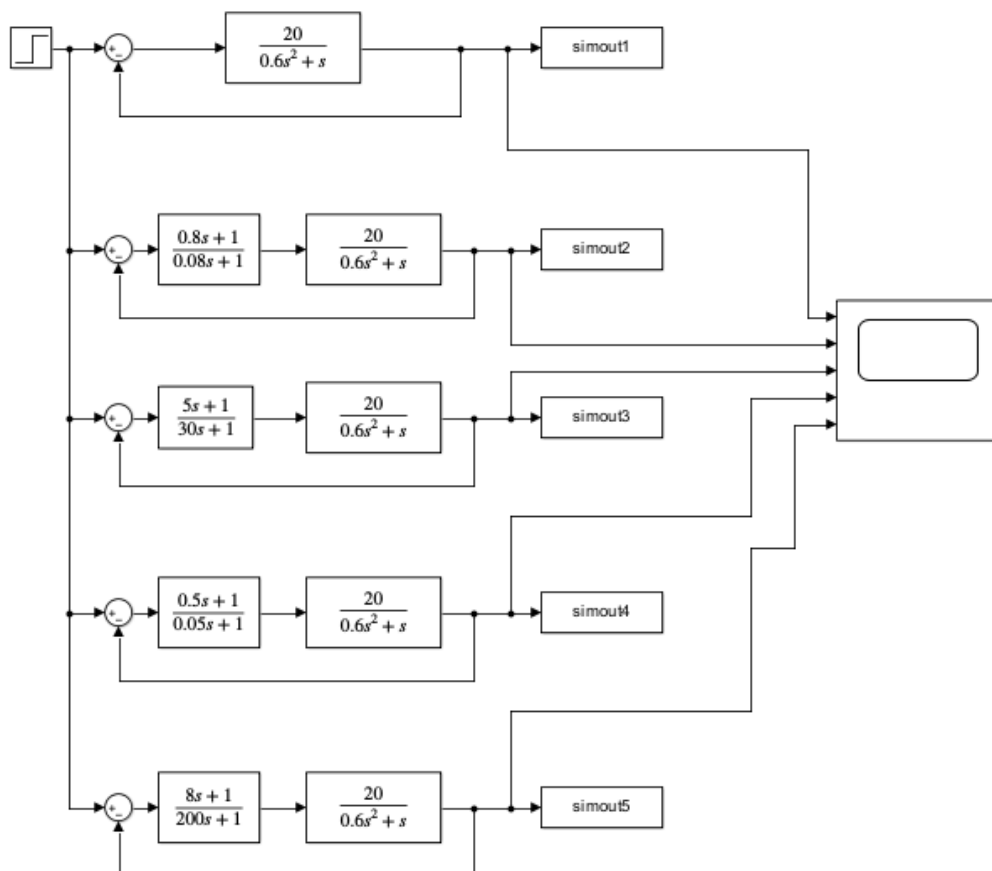 +
-
20
0.6s² + s
simout1
+
-
0.8s + 1
0.08s + 1
20
0.6s² + s
simout2
+
-
5s + 1
30s + 1
20
0.6s² + s
simout3
+
-
0.5s + 1
0.05s + 1
20
0.6s² + s
simout4
+
-
8s + 1
200s + 1
20
0.6s² + s
simout5